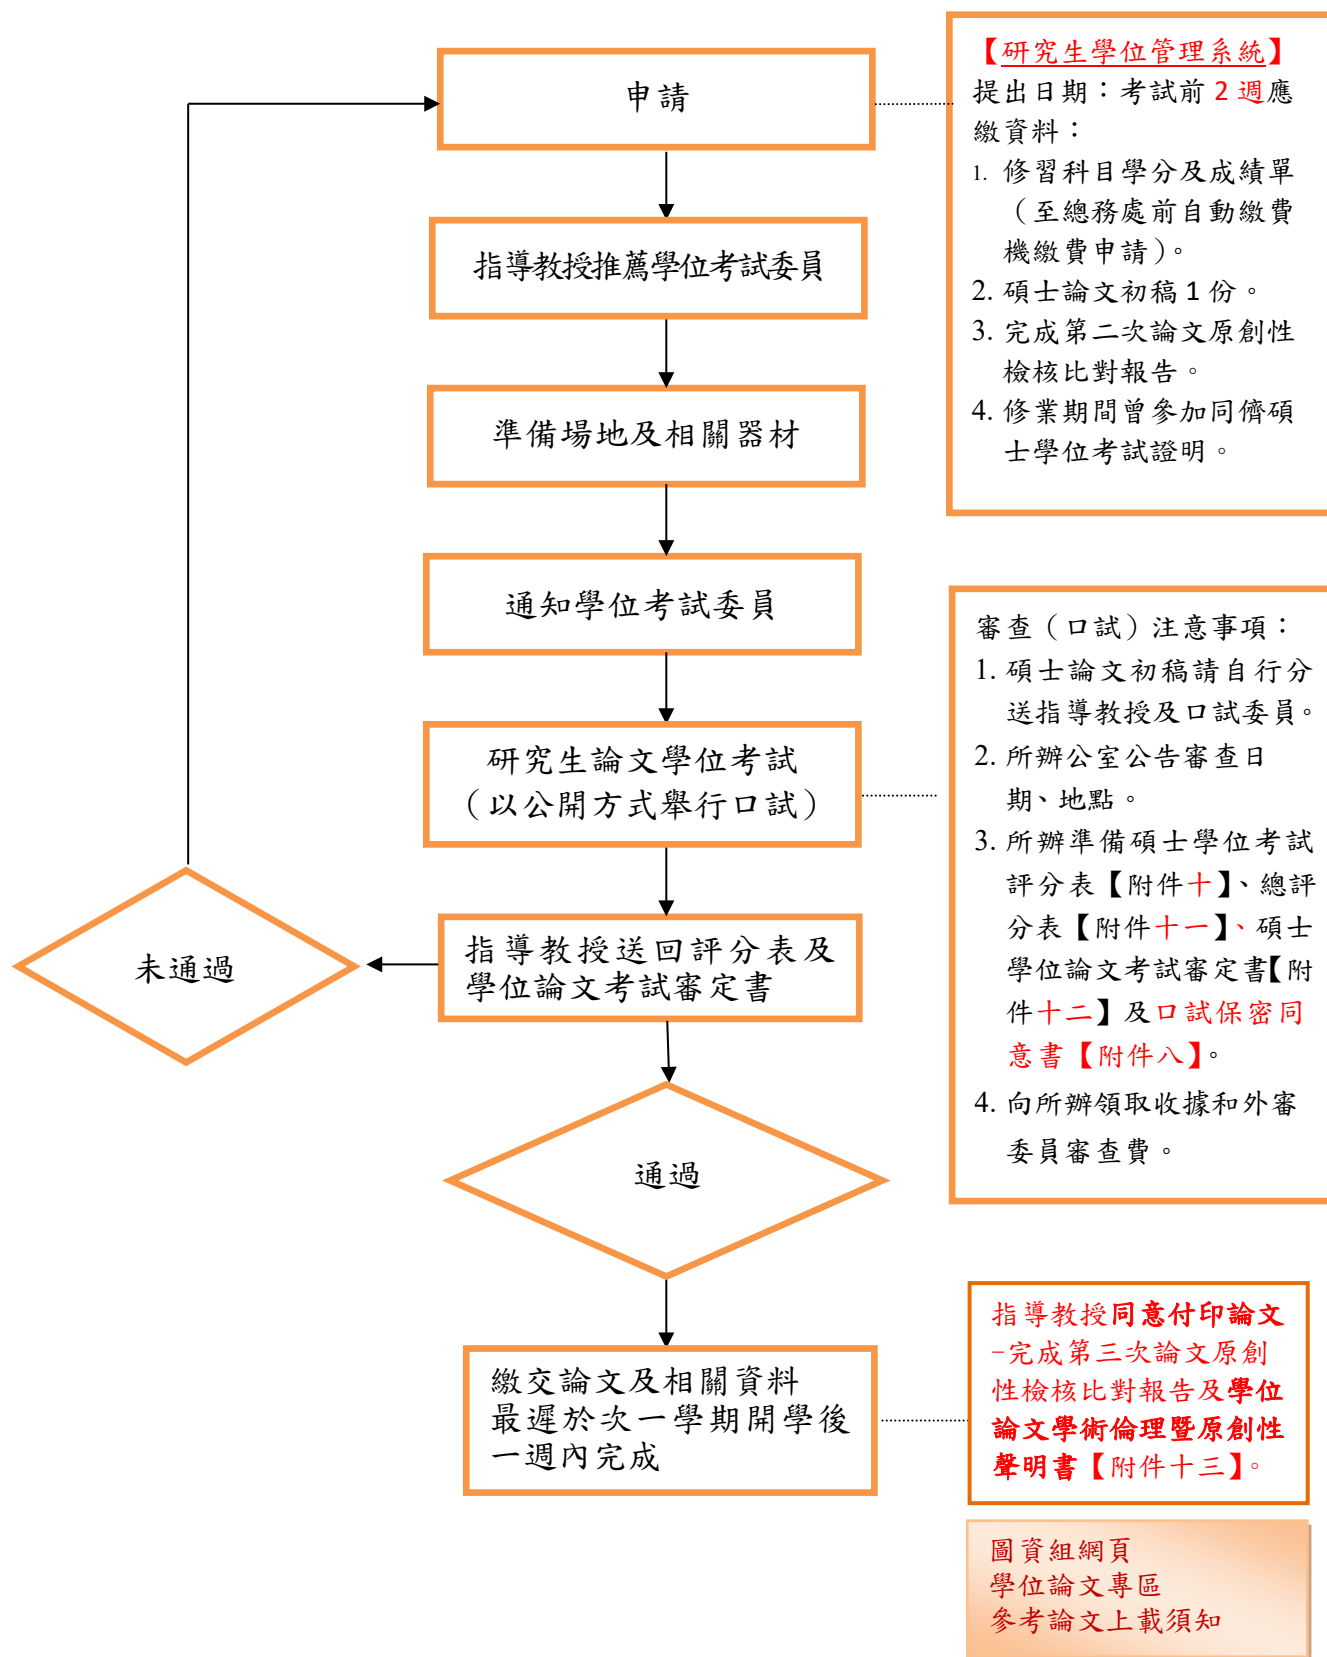 申請
指導教授推薦學位考試委員
準備場地及相關器材
通知學位考試委員
研究生論文學位考試
（以公開方式舉行口試）
指導教授送回評分表及
學位論文考試審定書
未通過
通過
繳交論文及相關資料
最遲於次一學期開學後
一週內完成
【研究生學位管理系統】
提出日期：考試前 2 週應
繳資料：
1. 修習科目學分及成績單
（至總務處前自動繳費
機繳費申請）。
2. 碩士論文初稿 1 份。
3. 完成第二次論文原創性
檢核比對報告。
4. 修業期間曾參加同儕碩
士學位考試證明。
審查（口試）注意事項：
1. 碩士論文初稿請自行分
送指導教授及口試委員。
2. 所辦公室公告審查日
期、地點。
3. 所辦準備碩士學位考試
評分表【附件十】、總評
分表【附件十一】、碩士
學位論文考試審定書【附
件十二】及口試保密同
意書【附件八】。
4. 向所辦領取收據和外審
委員審查費。
指導教授同意付印論文
-完成第三次論文原創
性檢核比對報告及學位
論文學術倫理暨原創性
聲明書【附件十三】。
圖資組網頁
學位論文專區
參考論文上載須知